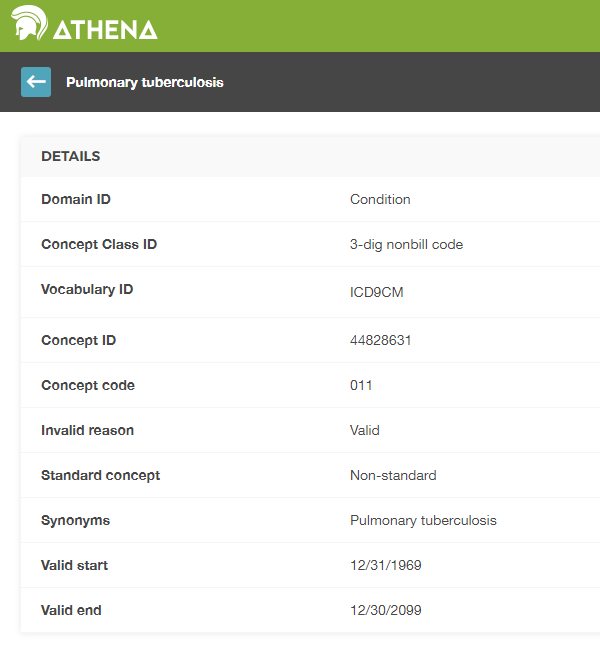 ATHENA
Pulmonary tuberculosis
DETAILS
Domain ID Condition
Concept Class ID 3-dig nonbill code
Vocabulary ID ICD9CM
Concept ID 44828631
Concept code 011
Invalid reason Valid
Standard concept Non-standard
Synonyms Pulmonary tuberculosis
Valid start 12/31/1969
Valid end 12/30/2099